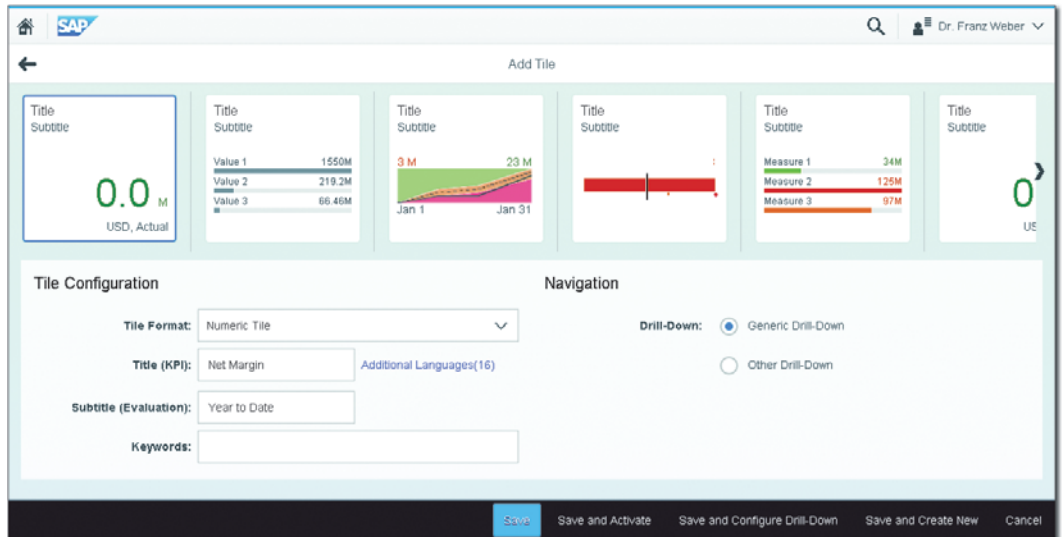 SAP
Dr. Franz Weber
Add Tile
Title
Subtitle
0.0 M
USD, Actual
Title
Subtitle
Value 1 1550M
Value 2 219.2M
Value 3 66.46M
Title
Subtitle
3 M 23 M
Jan 1 Jan 31
Title
Subtitle
:
Title
Subtitle
Measure 1 34M
Measure 2 125M
Measure 3 97M
Title
Subtitle
0
US
Tile Configuration
Tile Format: Numeric Tile
Title (KPI): Net Margin Additional Languages(16)
Subtitle (Evaluation): Year to Date
Keywords:
Navigation
Drill-Down: Generic Drill-Down
Other Drill-Down
Save Save and Activate Save and Configure Drill-Down Save and Create New Cancel